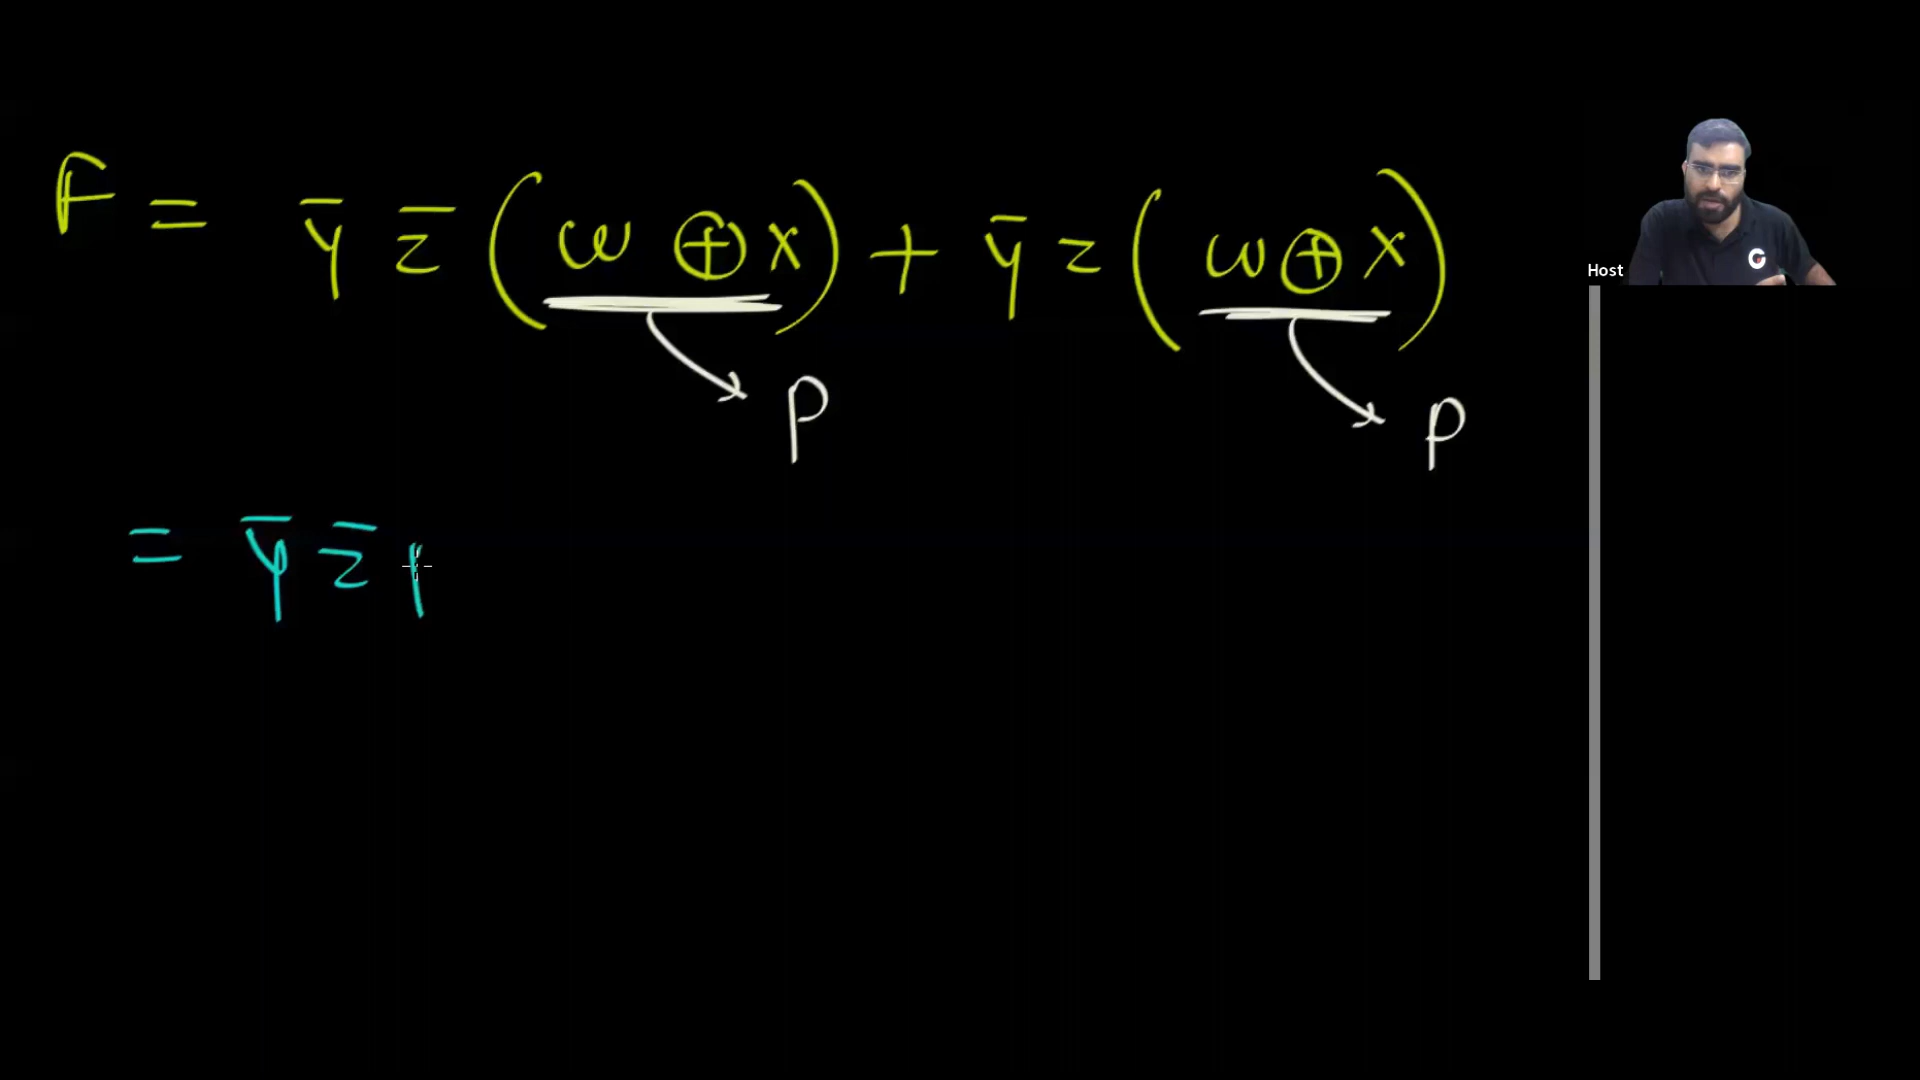 F = ȳ z̄ (w ⊕ x) + ȳ z (w ⊕ x)
Host
P P
= ȳ z̄